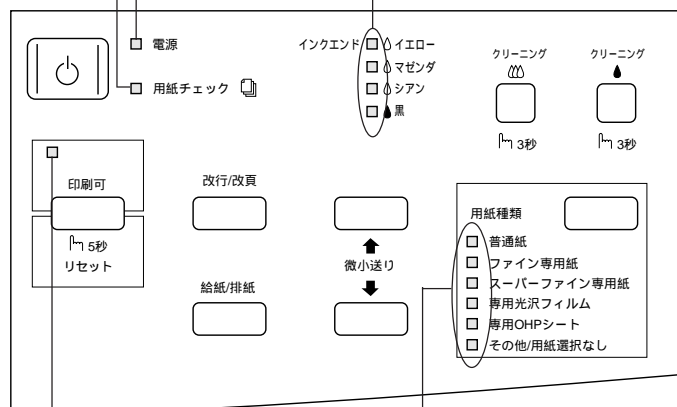 電源
用紙チェック
インクエンド
イエロー
マゼンダ
シアン
黒
クリーニング
3秒
クリーニング
3秒
印刷可
5秒
リセット
改行/改頁
給紙/排紙
微小送り
用紙種類
普通紙
ファイン専用紙
スーパーファイン専用紙
専用光沢フィルム
専用OHPシート
その他/用紙選択なし